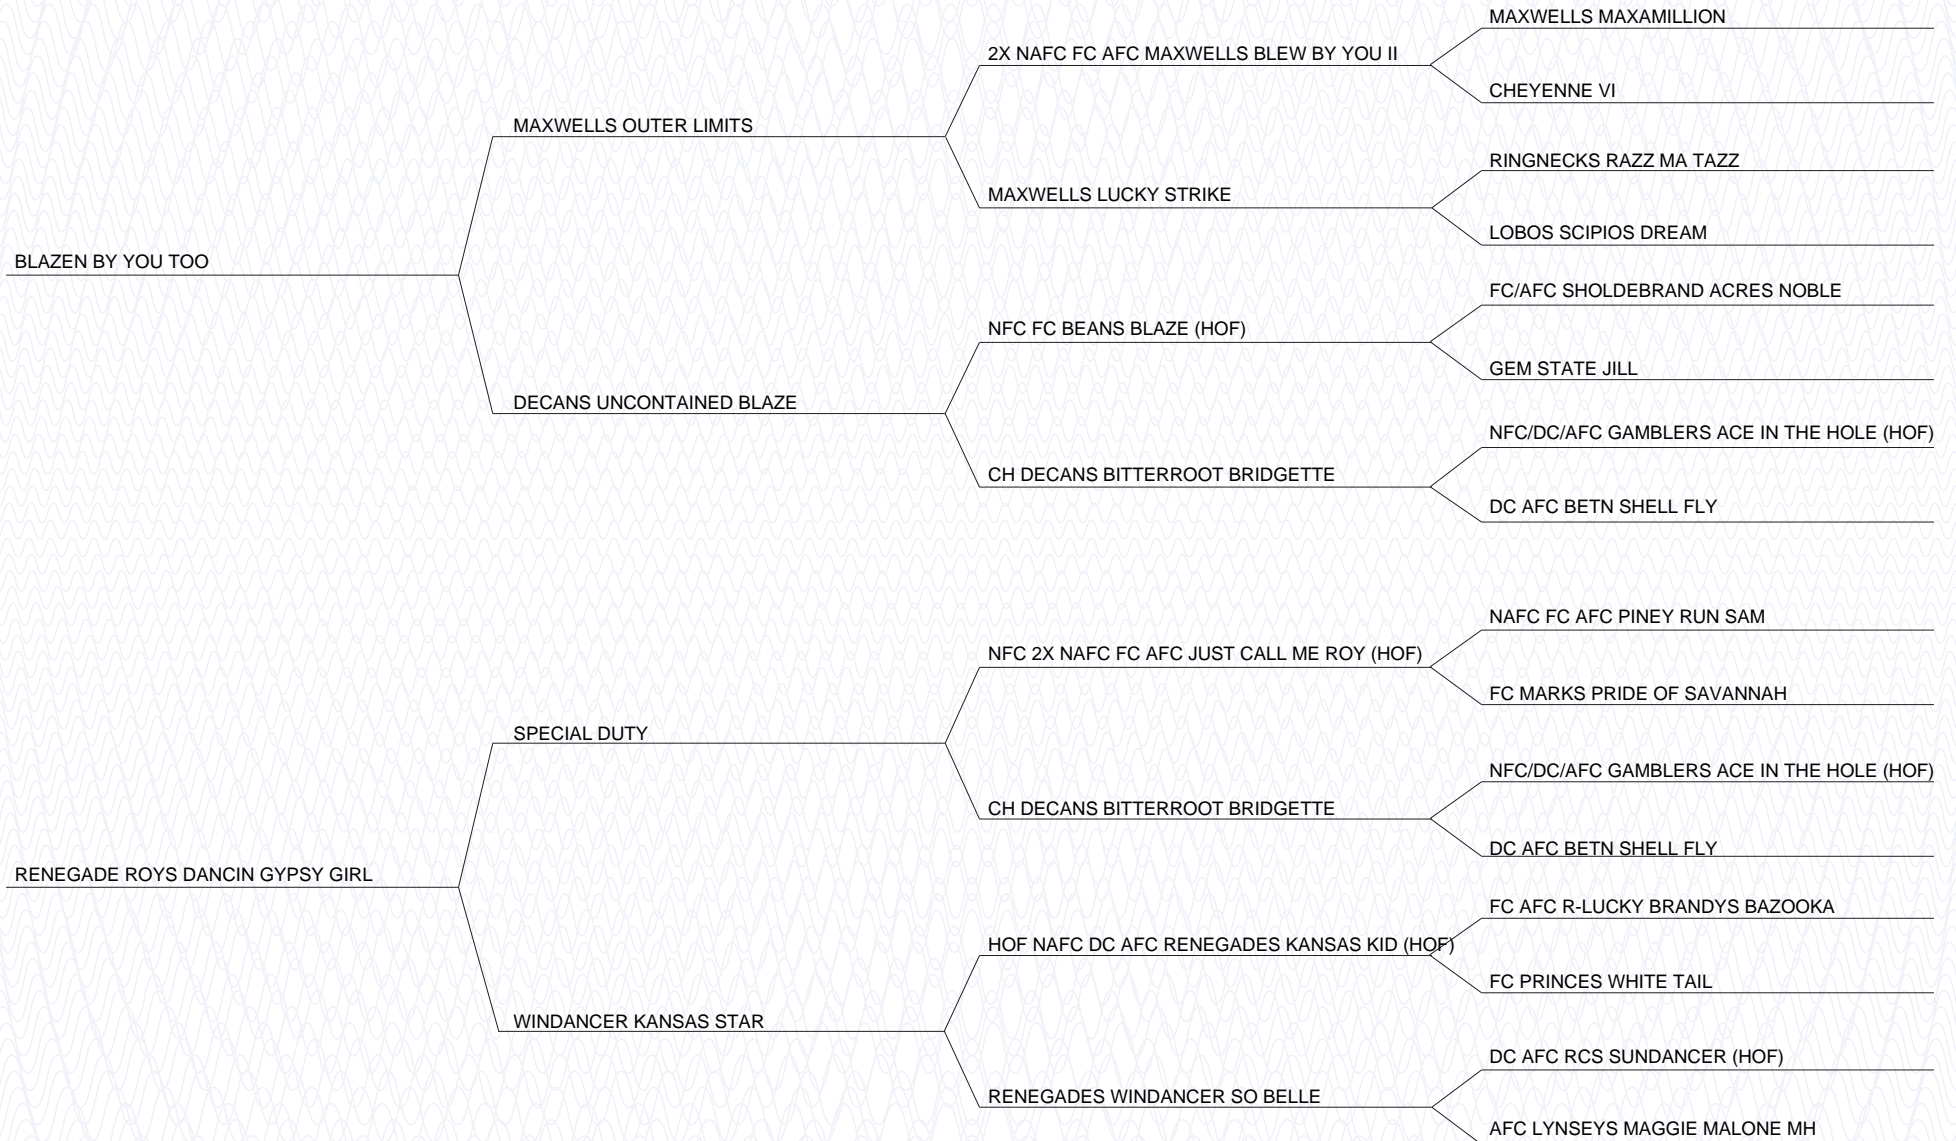 MAXWELLS MAXAMILLION
2X NAFC FC AFC MAXWELLS BLEW BY YOU II
CHEYENNE VI
MAXWELLS OUTER LIMITS
RINGNECKS RAZZ MA TAZZ
MAXWELLS LUCKY STRIKE
LOBOS SCIPIOS DREAM
BLAZEN BY YOU TOO
FC/AFC SHOLDEBRAND ACRES NOBLE
NFC FC BEANS BLAZE (HOF)
GEM STATE JILL
DECANS UNCONTAINED BLAZE
NFC/DC/AFC GAMBLERS ACE IN THE HOLE (HOF)
CH DECANS BITTERROOT BRIDGETTE
DC AFC BETN SHELL FLY
NAFC FC AFC PINEY RUN SAM
NFC 2X NAFC FC AFC JUST CALL ME ROY (HOF)
FC MARKS PRIDE OF SAVANNAH
SPECIAL DUTY
NFC/DC/AFC GAMBLERS ACE IN THE HOLE (HOF)
CH DECANS BITTERROOT BRIDGETTE
DC AFC BETN SHELL FLY
RENEGADE ROYS DANCIN GYPSY GIRL
FC AFC R-LUCKY BRANDYS BAZOOKA
HOF NAFC DC AFC RENEGADES KANSAS KID (HOF)
FC PRINCES WHITE TAIL
WINDANCER KANSAS STAR
DC AFC RCS SUNDANCER (HOF)
RENEGADES WINDANCER SO BELLE
AFC LYNSEYS MAGGIE MALONE MH